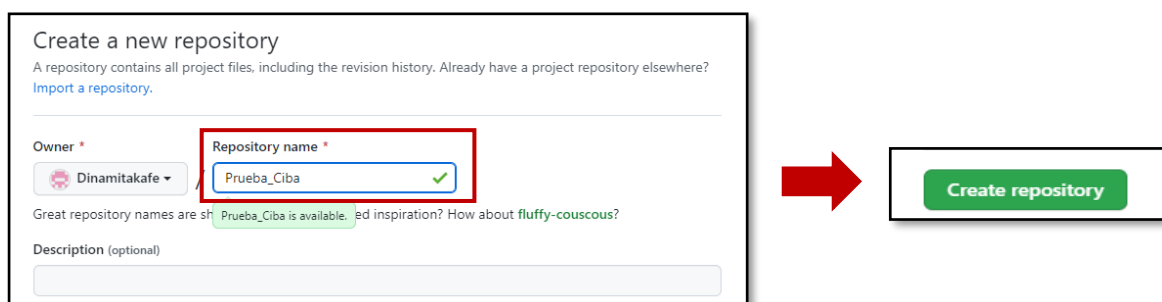 Create a new repository
A repository contains all project files, including the revision history. Already have a project repository elsewhere?
Import a repository.
Owner *
Repository name *
Dinamitakafe
/
Prueba_Ciba
Great repository names are sh
Prueba_Ciba is available.
ed inspiration? How about fluffy-couscous?
Description (optional)
Create repository